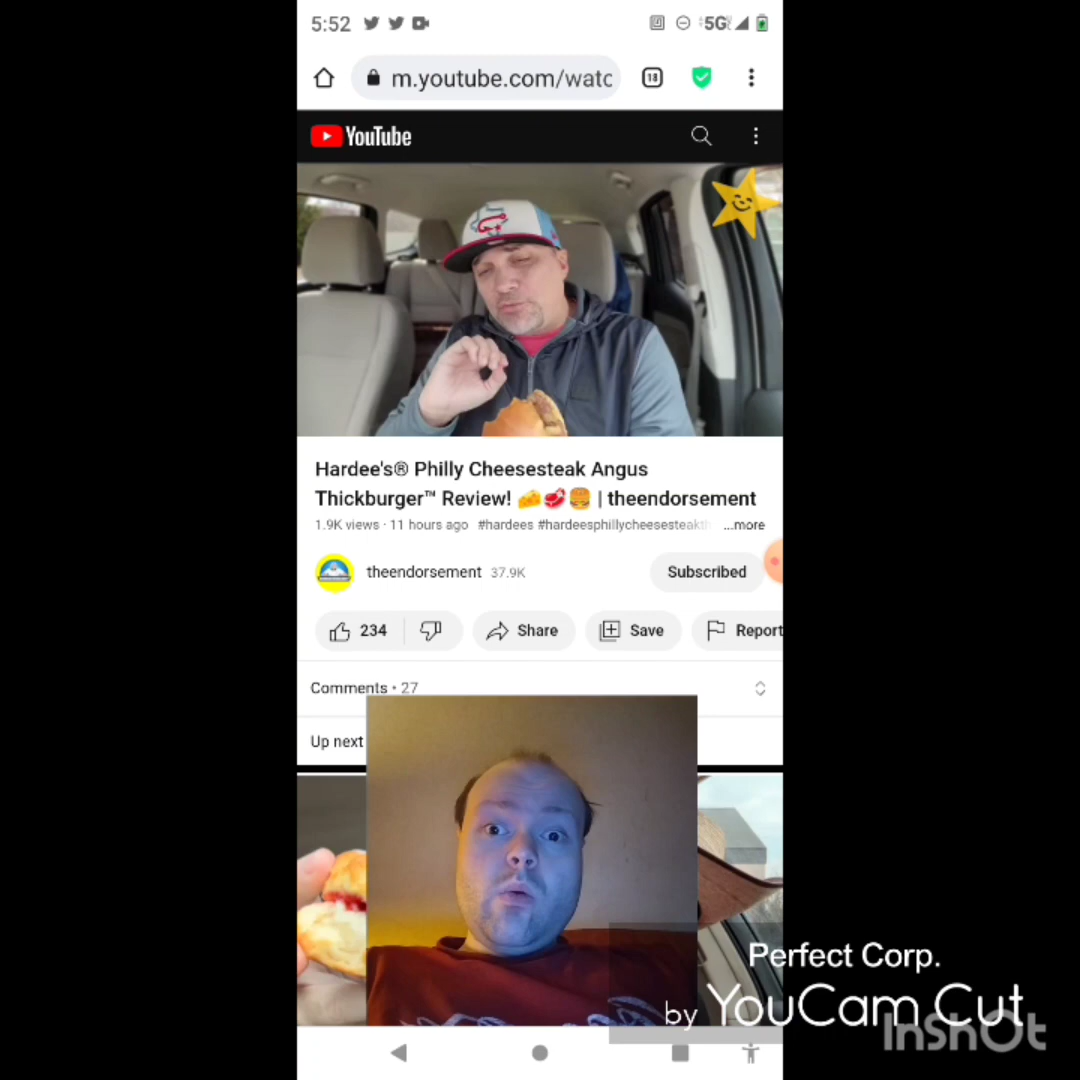 5:52
5G
m.youtube.com/watc
18
YouTube
Hardee's® Philly Cheesesteak Angus
Thickburger™ Review! 🧀🥩🍔 | theendorsement
1.9K views · 11 hours ago #hardees #hardeesphillycheesesteakth ...more
theendorsement 37.9K
Subscribed
234
Share
Save
Report
Comments • 27
Up next
Perfect Corp.
by YouCam Cut
InShOt